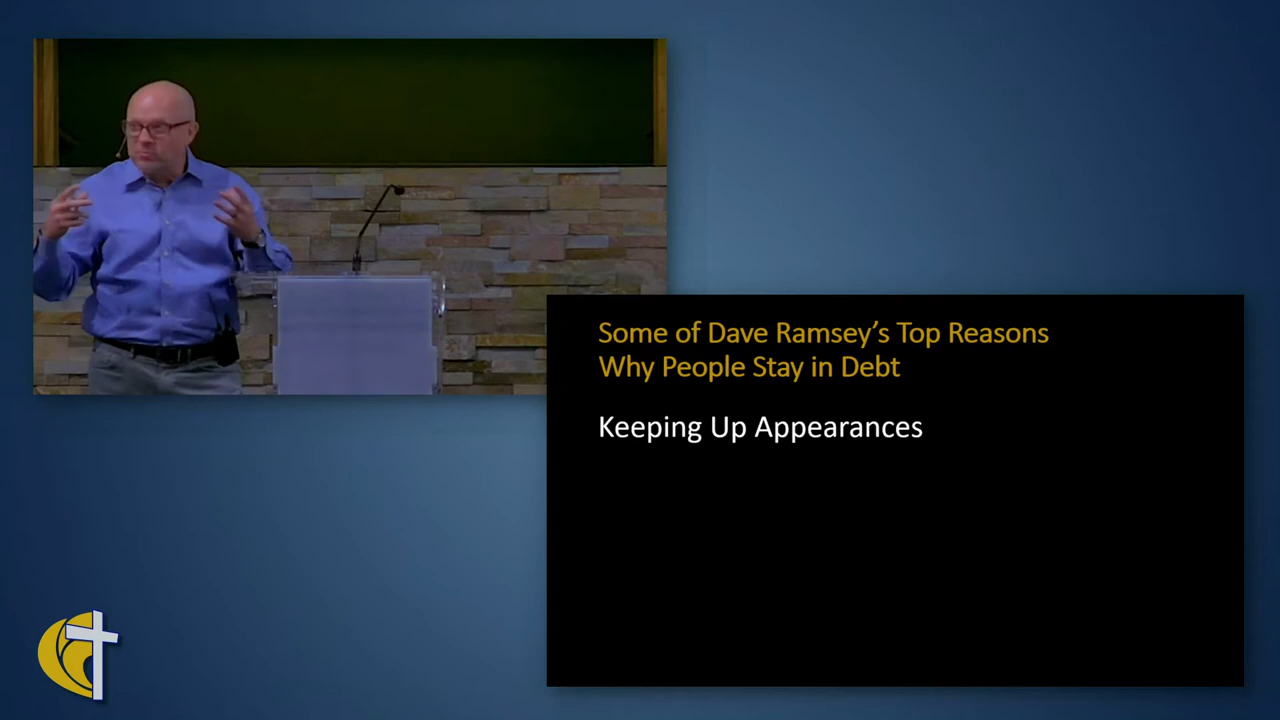 Some of Dave Ramsey's Top Reasons
Why People Stay in Debt
Keeping Up Appearances